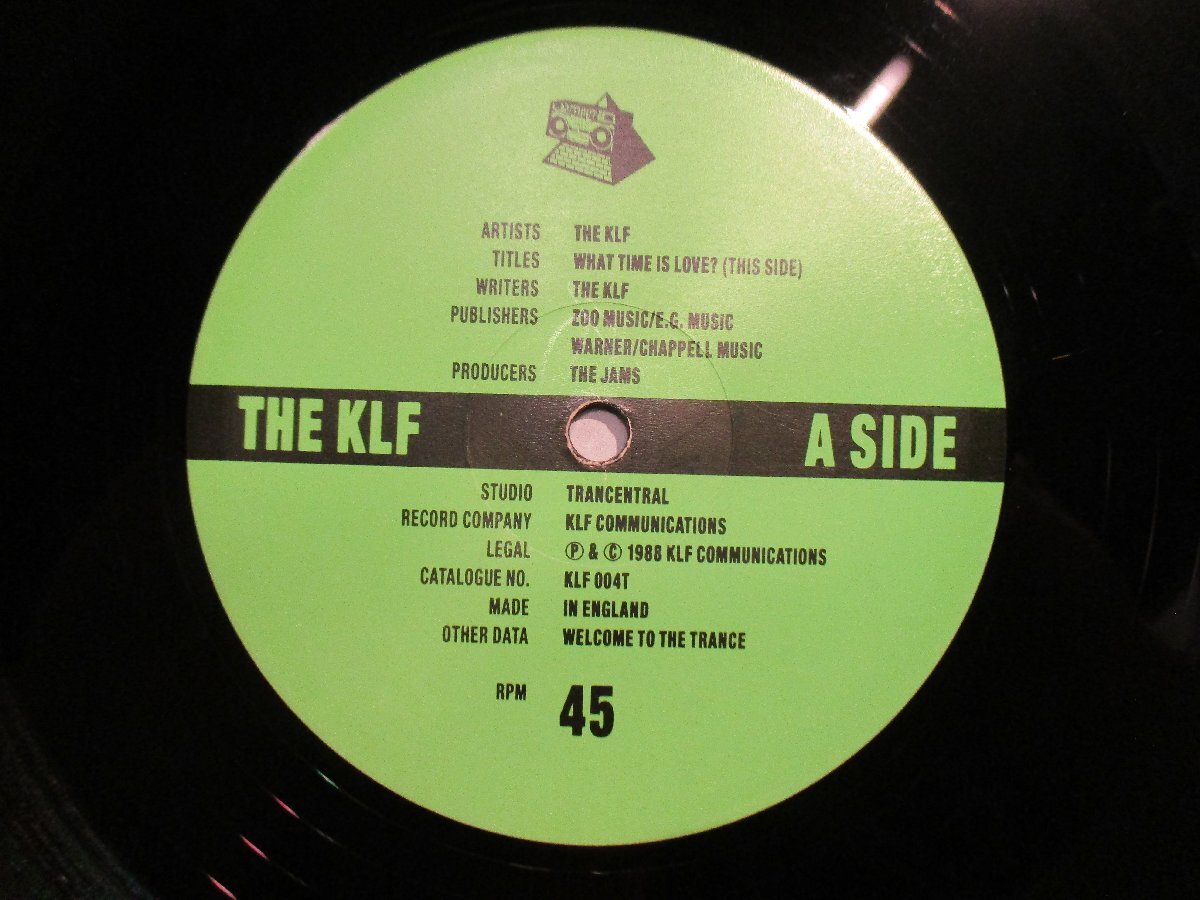 ARTISTS THE KLF
TITLES WHAT TIME IS LOVE? (THIS SIDE)
WRITERS THE KLF
PUBLISHERS ZOO MUSIC/E.G. MUSIC
WARNER/CHAPPELL MUSIC
PRODUCERS THE JAMS
THE KLF A SIDE
STUDIO TRANCENTRAL
RECORD COMPANY KLF COMMUNICATIONS
LEGAL Ⓟ & © 1988 KLF COMMUNICATIONS
CATALOGUE NO. KLF 004T
MADE IN ENGLAND
OTHER DATA WELCOME TO THE TRANCE
RPM 45